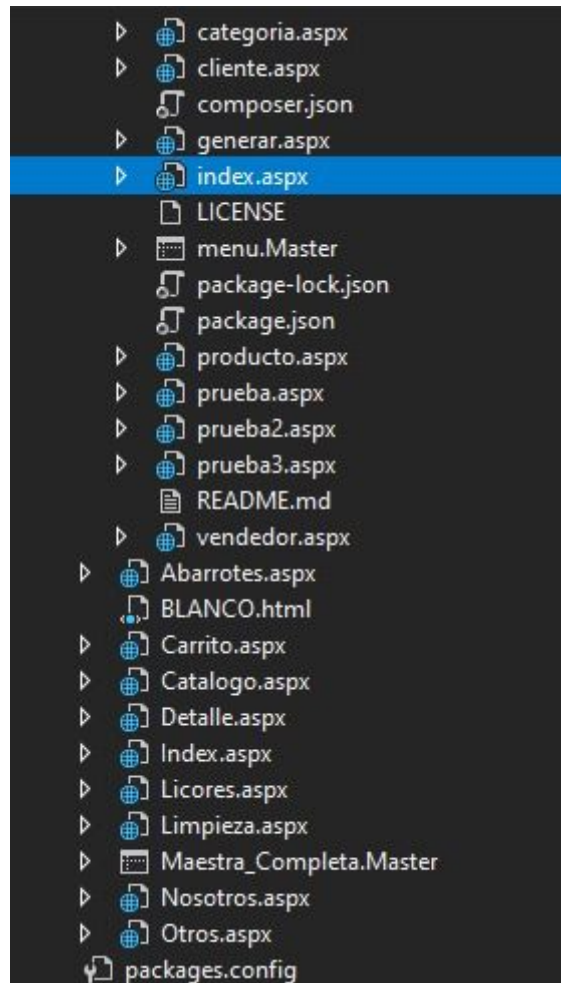 categoria.aspx
cliente.aspx
composer.json
generar.aspx
index.aspx
LICENSE
menu.Master
package-lock.json
package.json
producto.aspx
prueba.aspx
prueba2.aspx
prueba3.aspx
README.md
vendedor.aspx
Abarrotes.aspx
BLANCO.html
Carrito.aspx
Catalogo.aspx
Detalle.aspx
Index.aspx
Licores.aspx
Limpieza.aspx
Maestra_Completa.Master
Nosotros.aspx
Otros.aspx
packages.config